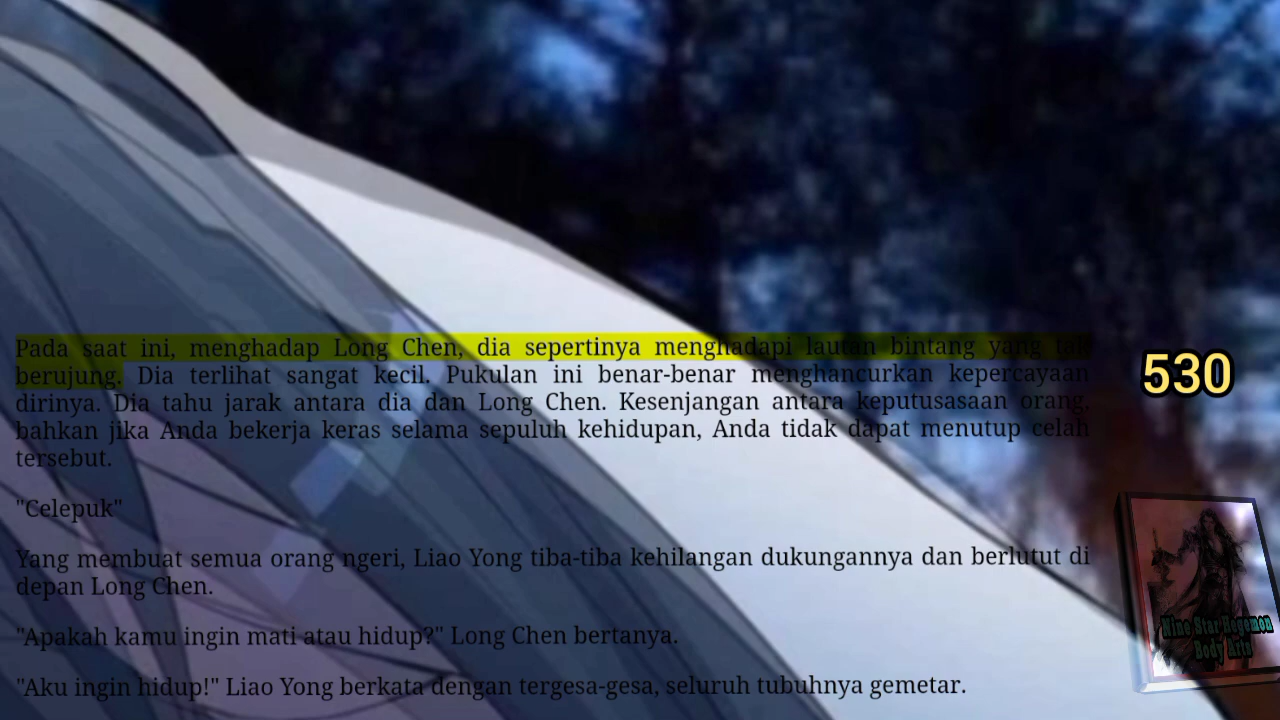 Pada saat ini, menghadap Long Chen, dia sepertinya menghadapi lautan bintang yang tak
berujung. Dia terlihat sangat kecil. Pukulan ini benar-benar menghancurkan kepercayaan
dirinya. Dia tahu jarak antara dia dan Long Chen. Kesenjangan antara keputusasaan orang,
bahkan jika Anda bekerja keras selama sepuluh kehidupan, Anda tidak dapat menutup celah
tersebut.
530
"Celepuk"
Yang membuat semua orang ngeri, Liao Yong tiba-tiba kehilangan dukungannya dan berlutut di
depan Long Chen.
"Apakah kamu ingin mati atau hidup?" Long Chen bertanya.
"Aku ingin hidup!" Liao Yong berkata dengan tergesa-gesa, seluruh tubuhnya gemetar.
Nine Star Hegemon
Body Arts